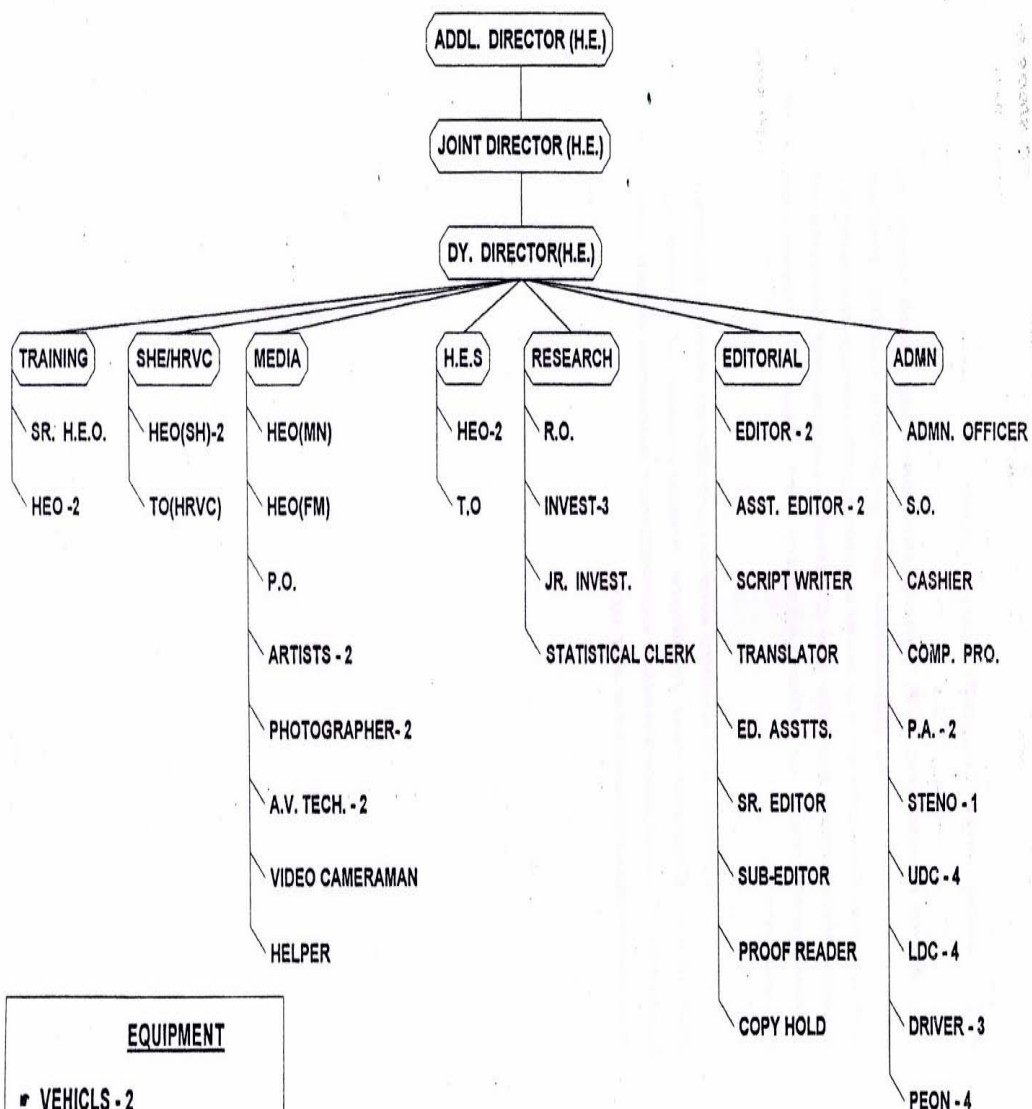 ADDL. DIRECTOR (H.E.)
JOINT DIRECTOR (H.E.)
DY. DIRECTOR(H.E.)
TRAINING
SR. H.E.O.
HEO -2
SHE/HRVC
HEO(SH)-2
TO(HRVC)
MEDIA
HEO(MN)
HEO(FM)
P.O.
ARTISTS - 2
PHOTOGRAPHER- 2
A.V. TECH. - 2
VIDEO CAMERAMAN
HELPER
H.E.S
HEO-2
T.O
RESEARCH
R.O.
INVEST-3
JR. INVEST.
STATISTICAL CLERK
EDITORIAL
EDITOR - 2
ASST. EDITOR - 2
SCRIPT WRITER
TRANSLATOR
ED. ASSTTS.
SR. EDITOR
SUB-EDITOR
PROOF READER
COPY HOLD
ADMN
ADMN. OFFICER
S.O.
CASHIER
COMP. PRO.
P.A. - 2
STENO - 1
UDC - 4
LDC - 4
DRIVER - 3
PEON - 4
EQUIPMENT
VEHICLS - 2